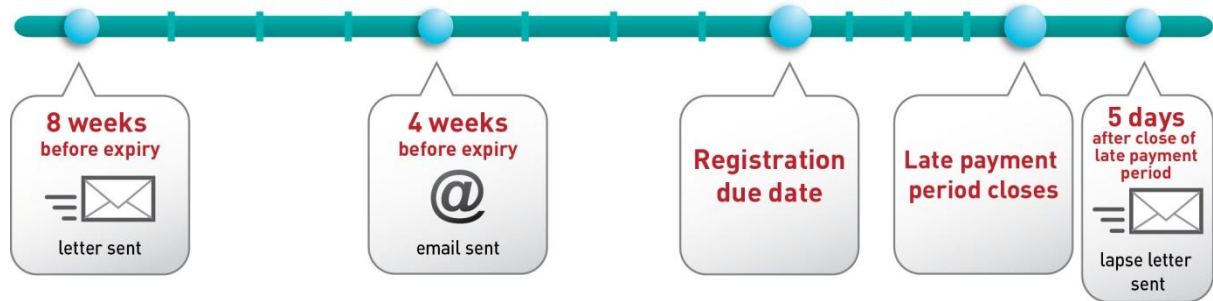 8 weeks
before expiry
letter sent
4 weeks
before expiry
@
email sent
Registration
due date
Late payment
period closes
5 days
after close of
late payment
period
lapse letter
sent